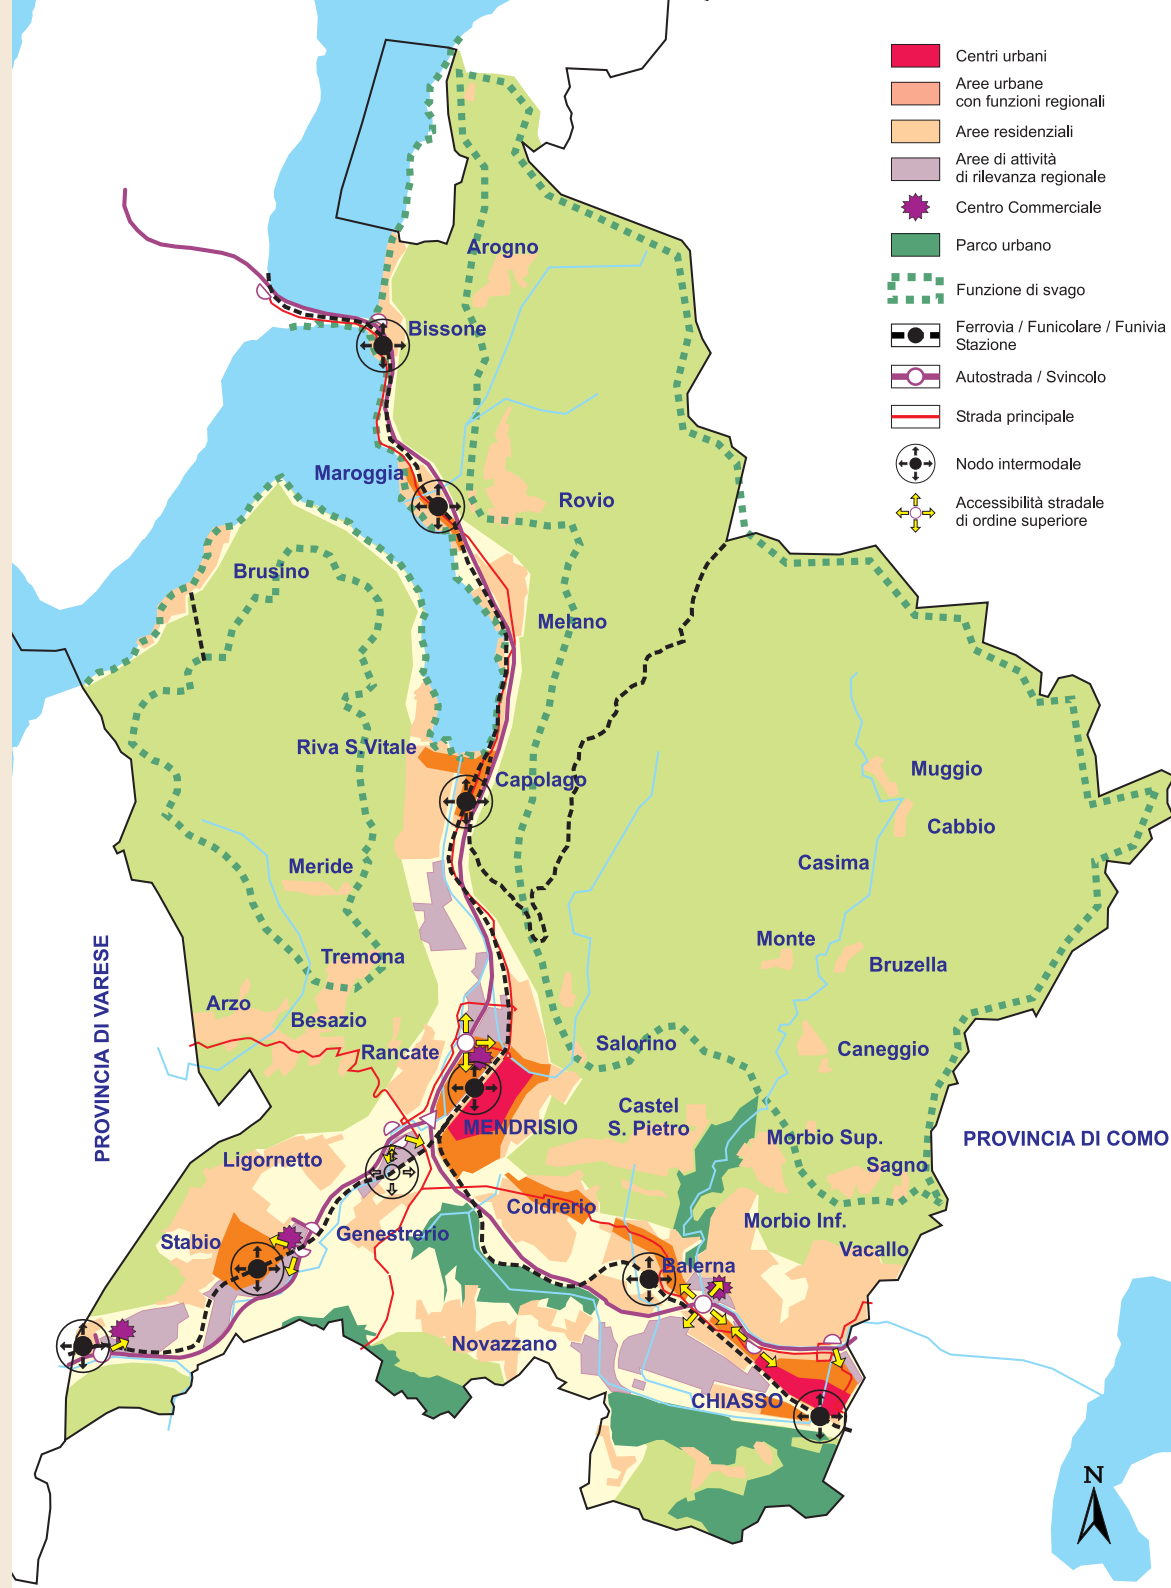 Centri urbani
Aree urbane
con funzioni regionali
Aree residenziali
Aree di attività
di rilevanza regionale
Centro Commerciale
Parco urbano
Funzione di svago
Ferrovia / Funicolare / Funivia
Stazione
Autostrada / Svincolo
Strada principale
Nodo intermodale
Accessibilità stradale
di ordine superiore
Arogno
Bissone
Maroggia
Rovio
Brusino
Melano
Riva S.Vitale
Capolago
Muggio
Cabbio
Casima
Meride
Monte
Bruzella
Tremona
Arzo
Besazio
Rancate
Salorino
Caneggio
PROVINCIA DI VARESE
Castel
S. Pietro
MENDRISIO
Morbio Sup.
PROVINCIA DI COMO
Ligornetto
Sagno
Coldrerio
Morbio Inf.
Stabio
Genestrerio
Vacallo
Balerna
Novazzano
CHIASSO
N